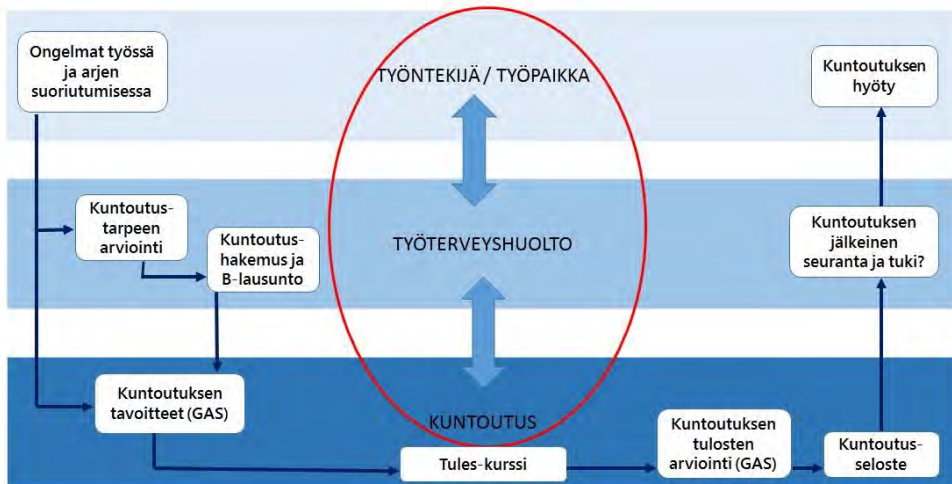 Ongelmat työssä
ja arjen
suoriutumisessa
TYÖNTEKIJÄ / TYÖPAIKKA
Kuntoutuksen
hyöty
Kuntoutus-
tarpeen
arviointi
Kuntoutus-
hakemus ja
B-lausunto
TYÖTERVEYSHUOLTO
Kuntoutuksen
jälkeinen
seuranta ja tuki?
Kuntoutuksen
tavoitteet (GAS)
KUNTOUTUS
Tules-kurssi
Kuntoutuksen
tulosten
arviointi (GAS)
Kuntoutus-
seloste